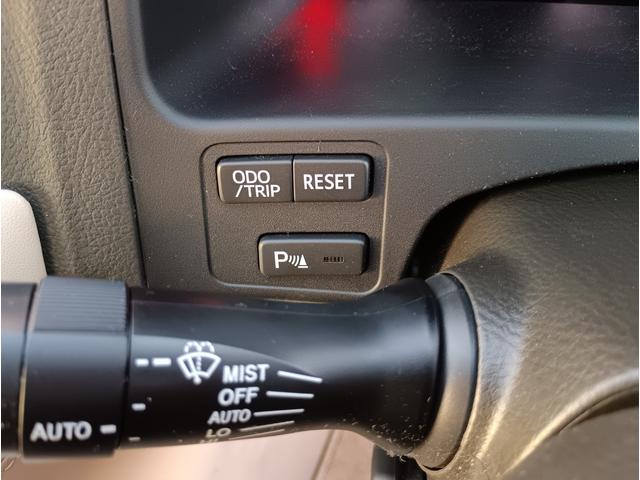 ODO
/TRIP
RESET
P
MIST
OFF
AUTO
LO
AUTO